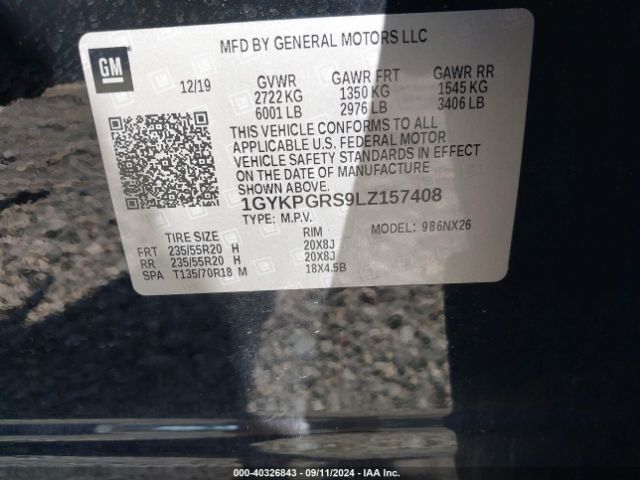 GM
MFD BY GENERAL MOTORS LLC
12/19 GVWR GAWR FRT GAWR RR
2722 KG 1350 KG 1545 KG
6001 LB 2976 LB 3406 LB
THIS VEHICLE CONFORMS TO ALL
APPLICABLE U.S. FEDERAL MOTOR
VEHICLE SAFETY STANDARDS IN EFFECT
ON THE DATE OF MANUFACTURE
SHOWN ABOVE.
1GYKPGRS9LZ157408
TYPE: M.P.V. MODEL: 986NX26
TIRE SIZE RIM
FRT 235/55R20 H 20X8J
RR 235/55R20 H 20X8J
SPA T135/70R18 M 18X4.5B
000-40326843 - 09/11/2024 - IAA Inc.